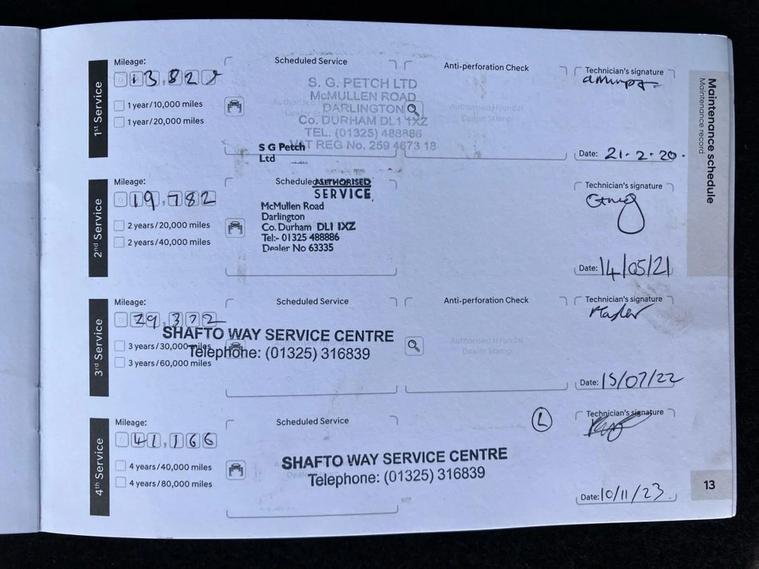 Mileage:
13,827
1 year/10,000 miles
1 year/20,000 miles
1st Service
Scheduled Service
S. G. PETCH LTD
McMULLEN ROAD
DARLINGTON
Co. DURHAM DL1 1XZ
TEL. (01325) 488886
VAT REG No. 259 4673 18
Anti-perforation Check
Technician's signature
Date: 21·2·20·
Maintenance schedule
Maintenance record
S G Petch
Ltd
Mileage:
19,782
2 years/20,000 miles
2 years/40,000 miles
2nd Service
Scheduled
AUTHORISED
SERVICE
McMullen Road
Darlington
Co. Durham DL1 1XZ
Tel:- 01325 488886
Dealer No 63335
Technician's signature
Date: 14/05/21
Mileage:
29,372
3 years/30,000 miles
3 years/60,000 miles
3rd Service
Scheduled Service
SHAFTO WAY SERVICE CENTRE
Telephone: (01325) 316839
Anti-perforation Check
Authorised Hyundai
Dealer Stamp
Technician's signature
Date: 15/07/22
Mileage:
41,166
4 years/40,000 miles
4 years/80,000 miles
4th Service
Scheduled Service
SHAFTO WAY SERVICE CENTRE
Telephone: (01325) 316839
L
Technician's signature
Date: 10/11/23
13